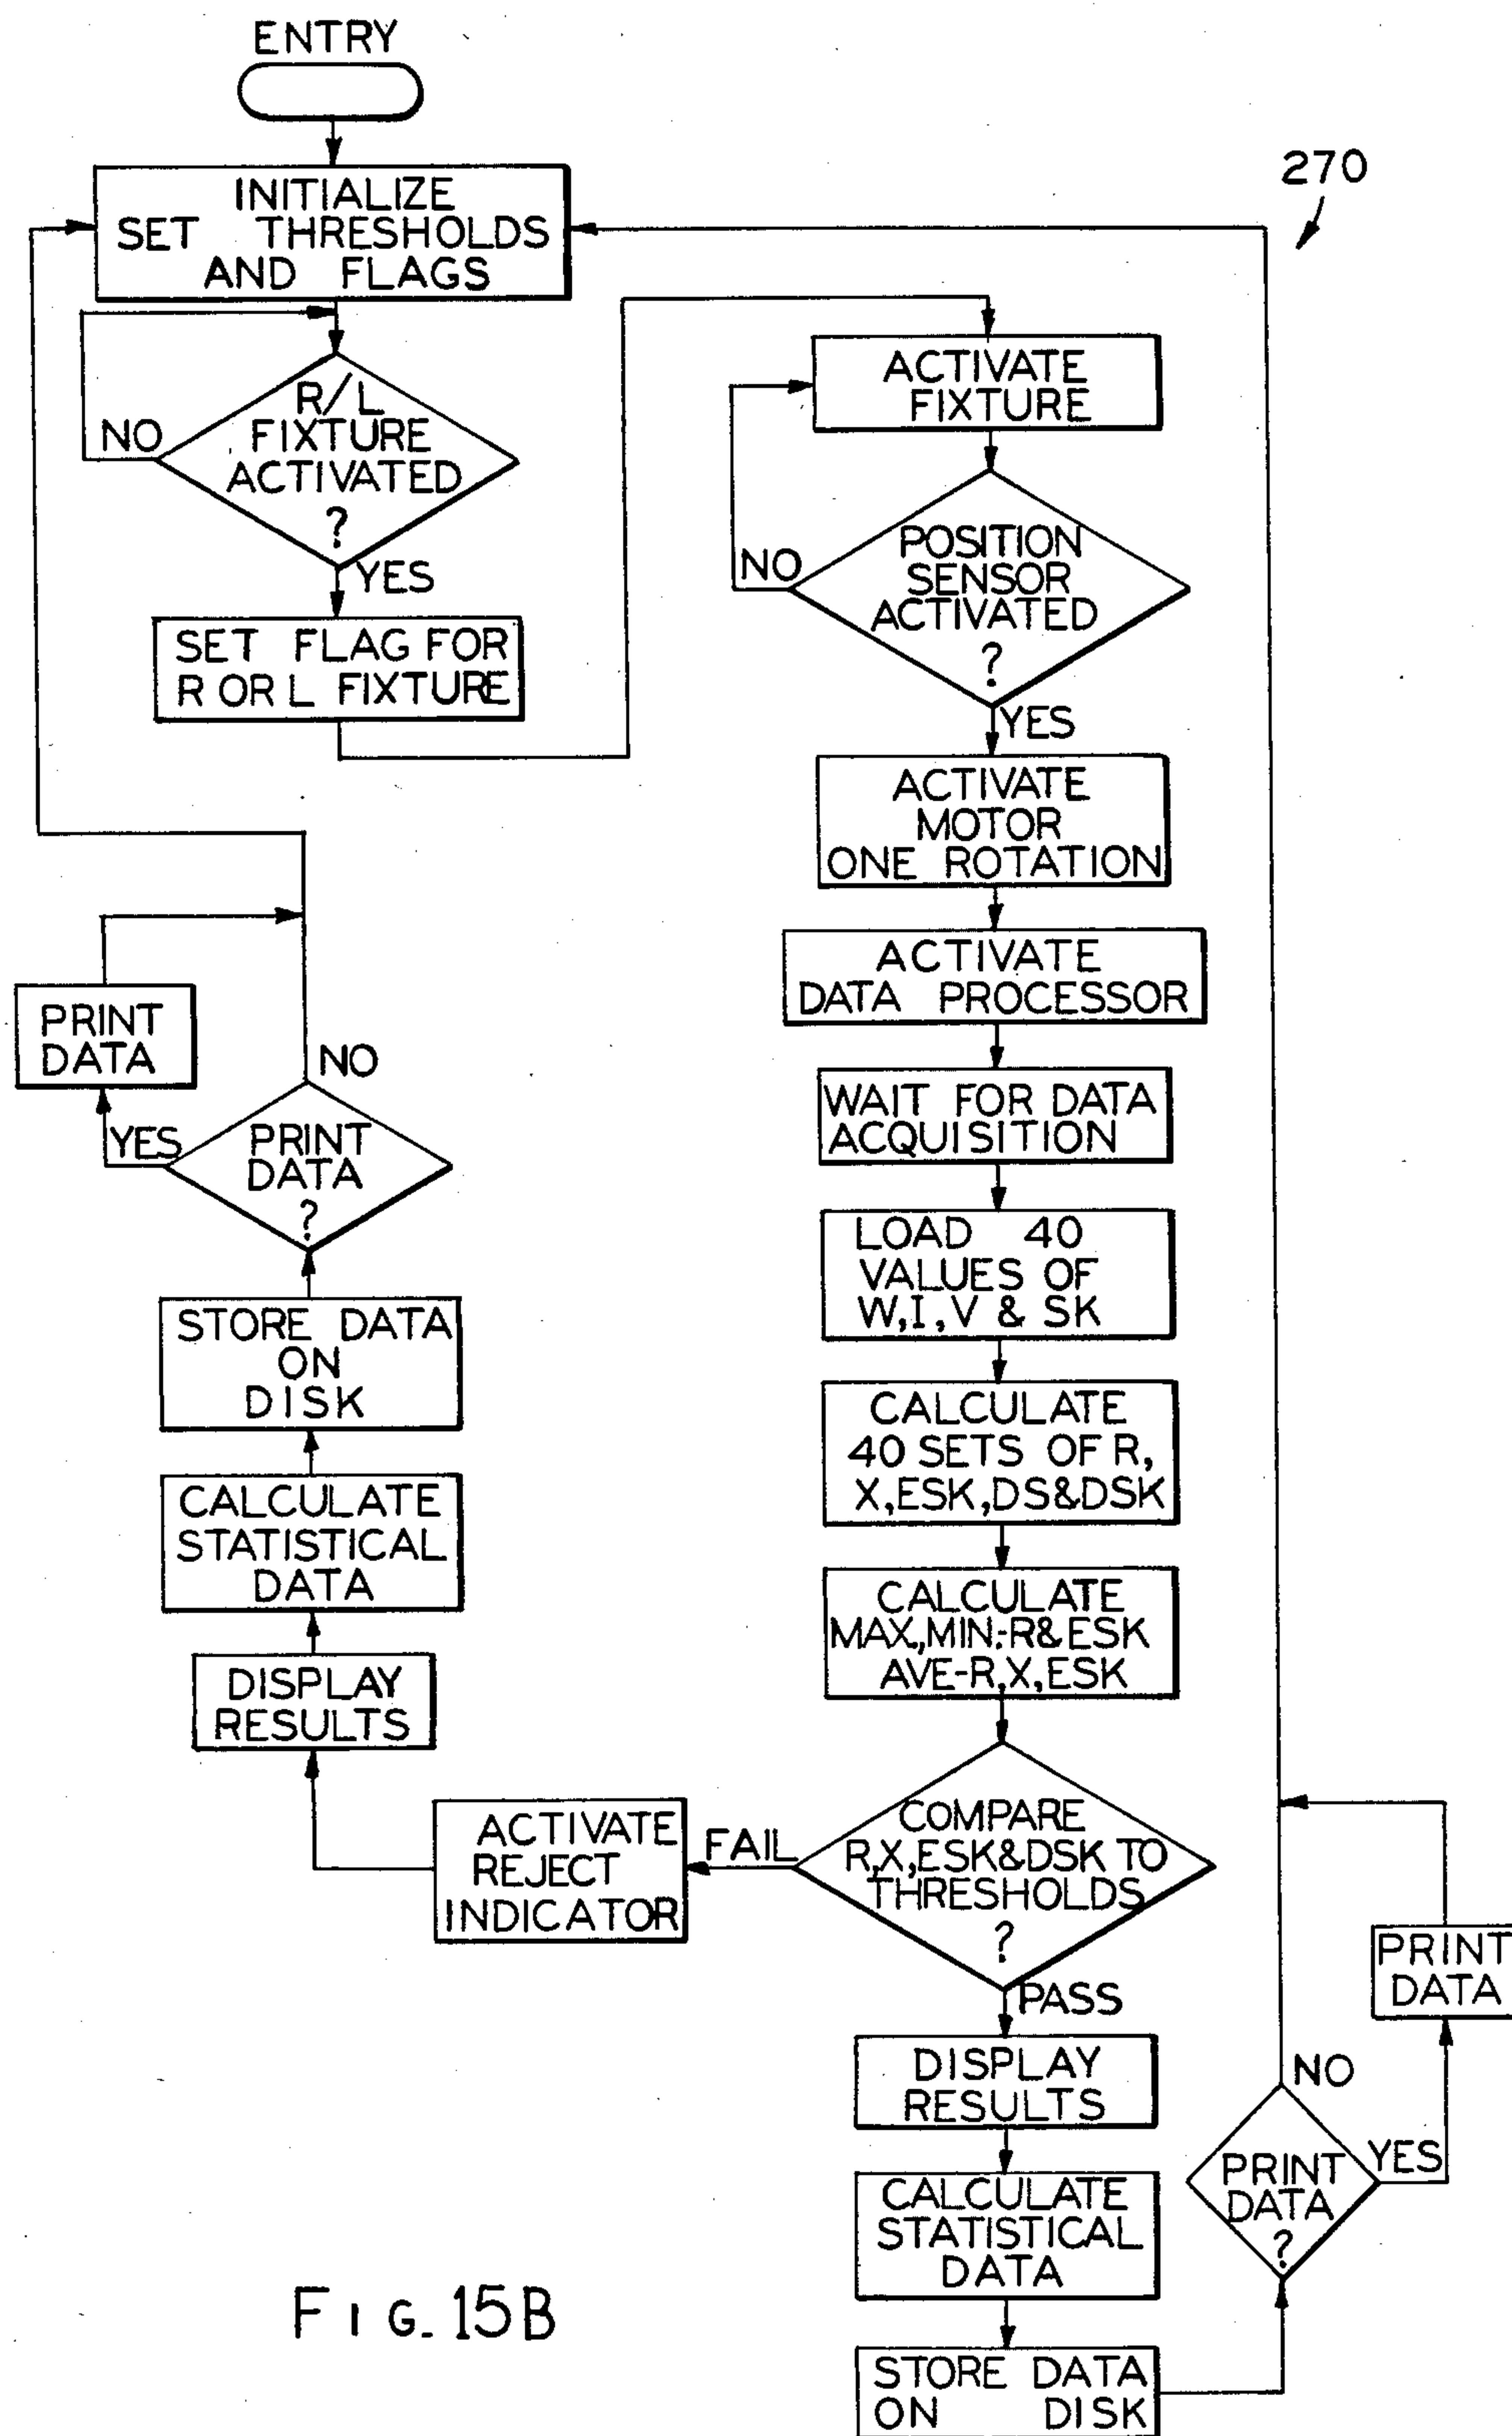 ENTRY
270
INITIALIZE
SET THRESHOLDS
AND FLAGS
R/L
FIXTURE
ACTIVATED
?
NO
YES
SET FLAG FOR
R OR L FIXTURE
ACTIVATE
FIXTURE
POSITION
SENSOR
ACTIVATED
?
NO
YES
ACTIVATE
MOTOR
ONE ROTATION
ACTIVATE
DATA PROCESSOR
WAIT FOR DATA
ACQUISITION
LOAD 40
VALUES OF
W,I,V & SK
CALCULATE
40 SETS OF R,
X,ESK,DS&DSK
CALCULATE
MAX,MIN,-R&ESK
AVE-R,X,ESK
COMPARE
R,X,ESK&DSK TO
THRESHOLDS
?
FAIL
ACTIVATE
REJECT
INDICATOR
DISPLAY
RESULTS
CALCULATE
STATISTICAL
DATA
STORE DATA
ON
DISK
PRINT
DATA
?
YES
NO
PRINT
DATA
PASS
DISPLAY
RESULTS
CALCULATE
STATISTICAL
DATA
STORE DATA
ON DISK
PRINT
DATA
?
NO
YES
PRINT
DATA
FIG. 15B